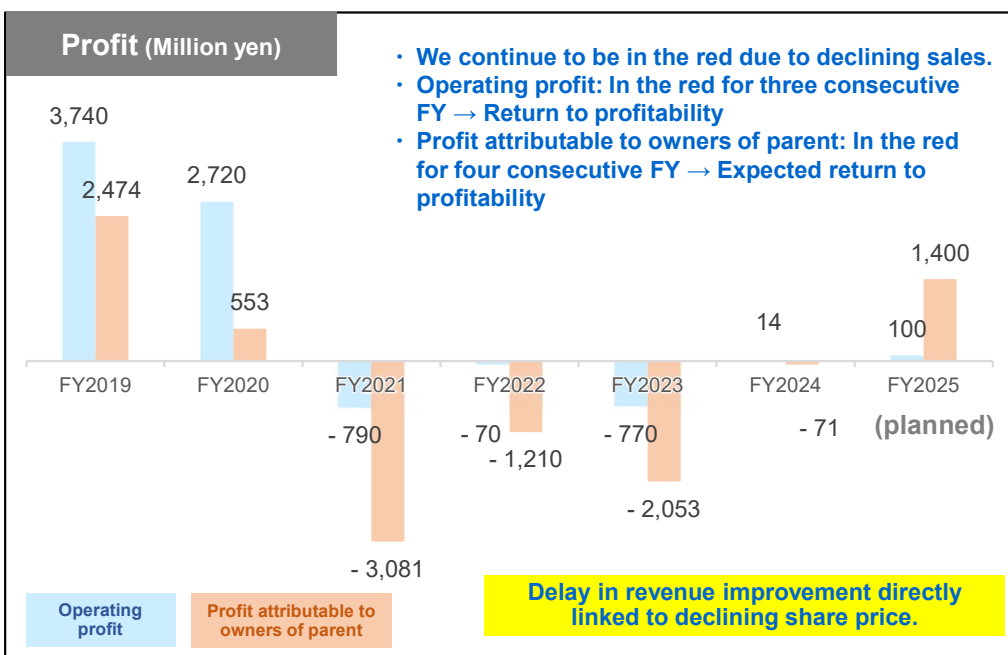 Profit (Million yen)
・ We continue to be in the red due to declining sales.
・ Operating profit: In the red for three consecutive
FY → Return to profitability
・ Profit attributable to owners of parent: In the red
for four consecutive FY → Expected return to
profitability
3,740
2,474
2,720
553
1,400
14
100
FY2019
FY2020
FY2021
FY2022
FY2023
FY2024
FY2025
(planned)
- 790
- 70
- 770
- 71
- 1,210
- 2,053
- 3,081
Operating
profit
Profit attributable to
owners of parent
Delay in revenue improvement directly
linked to declining share price.